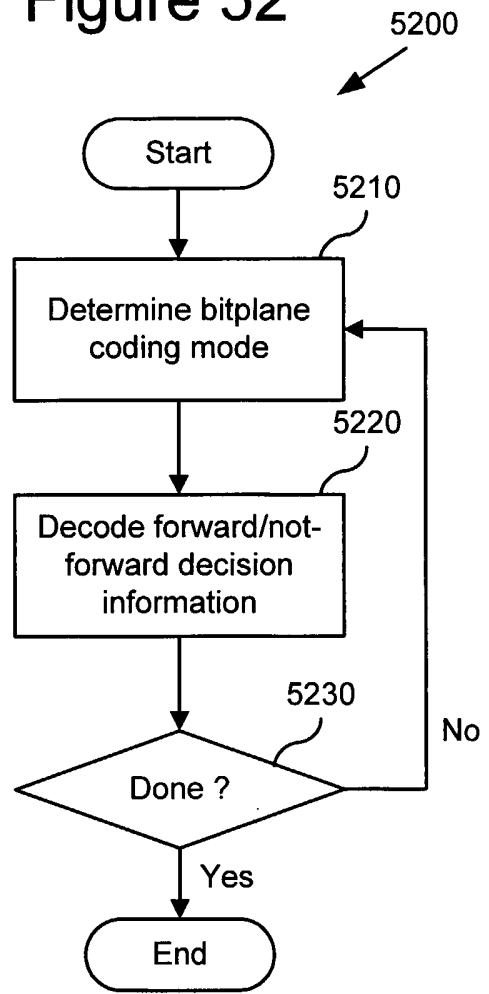 Figure 52
5200
Start
5210
Determine bitplane
coding mode
5220
Decode forward/not-
forward decision
information
5230
Done ?
No
Yes
End